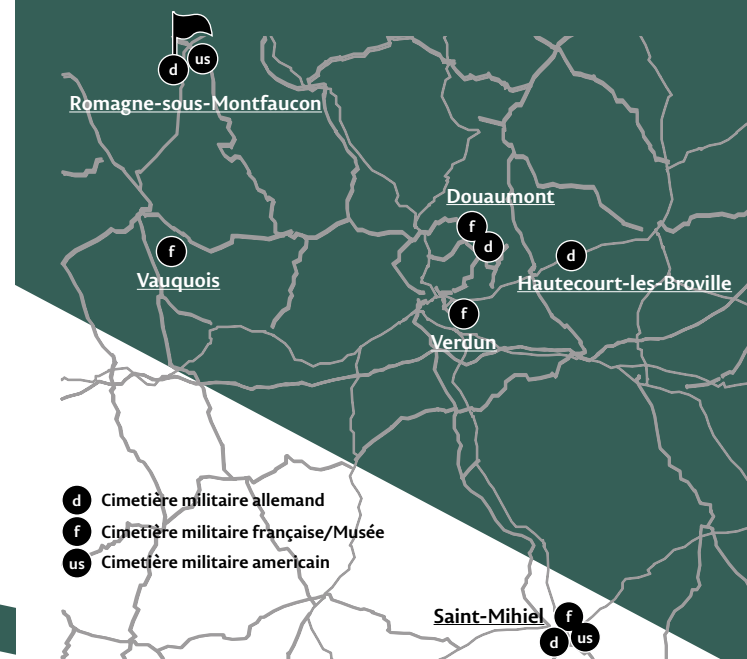 d us
Romagne-sous-Montfaucon
Douaumont
f
d
f
d
Vauquois
Hautecourt-les-Broville
f
Verdun
d Cimetière militaire allemand
f Cimetière militaire française/Musée
us Cimetière militaire americain
Saint-Mihiel f
d us